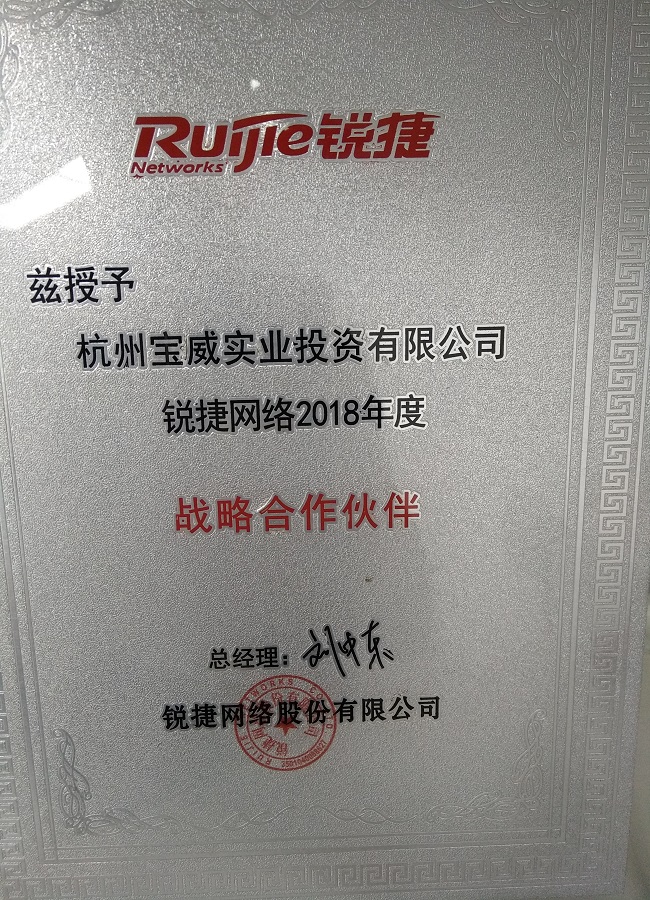 Ruijie锐捷
Networks
兹授予
杭州宝威实业投资有限公司
锐捷网络2018年度
战略合作伙伴
总经理：刘中东
锐捷网络股份有限公司